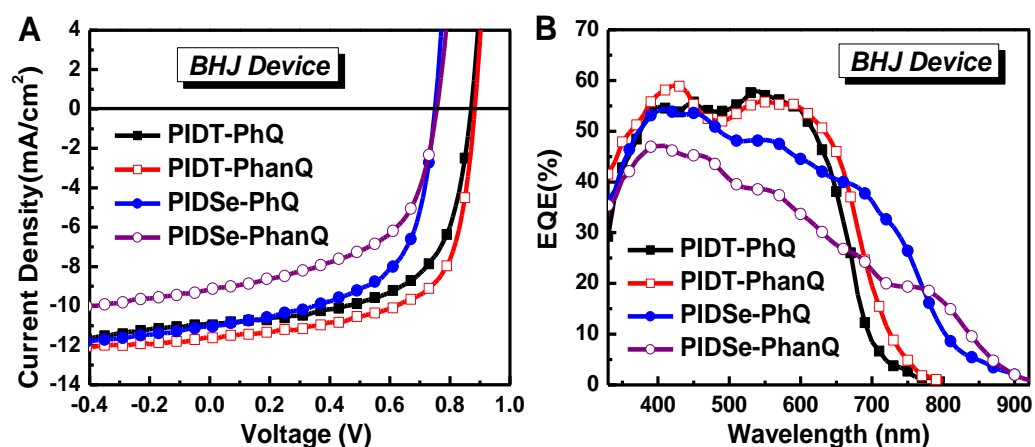 A
BHJ Device
PIDT-PhQ
PIDT-PhanQ
PIDSe-PhQ
PIDSe-PhanQ
Current Density(mA/cm²)
4
2
0
-2
-4
-6
-8
-10
-12
-14
-0.4 -0.2 0.0 0.2 0.4 0.6 0.8 1.0
Voltage (V)
B
BHJ Device
PIDT-PhQ
PIDT-PhanQ
PIDSe-PhQ
PIDSe-PhanQ
EQE(%)
70
60
50
40
30
20
10
0
400 500 600 700 800 900
Wavelength (nm)